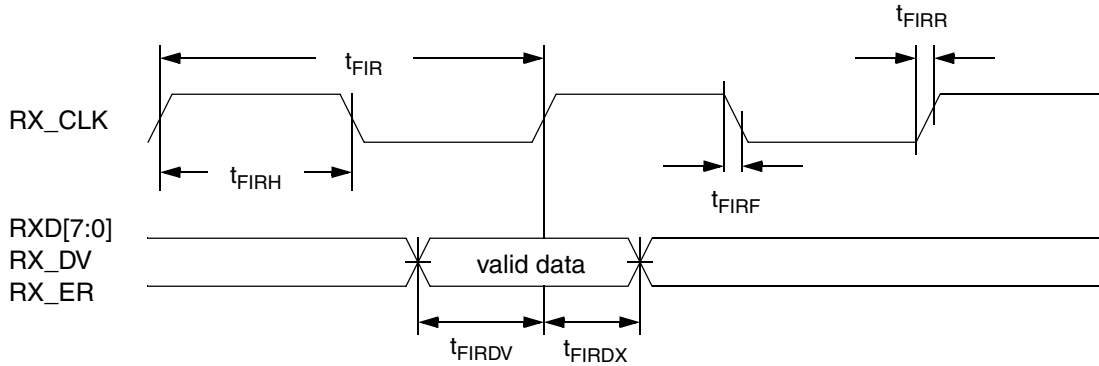 tFIRR
tFIR
RX_CLK
tFIRH
tFIRF
RXD[7:0]
RX_DV
valid data
RX_ER
tFIRDV
tFIRDX